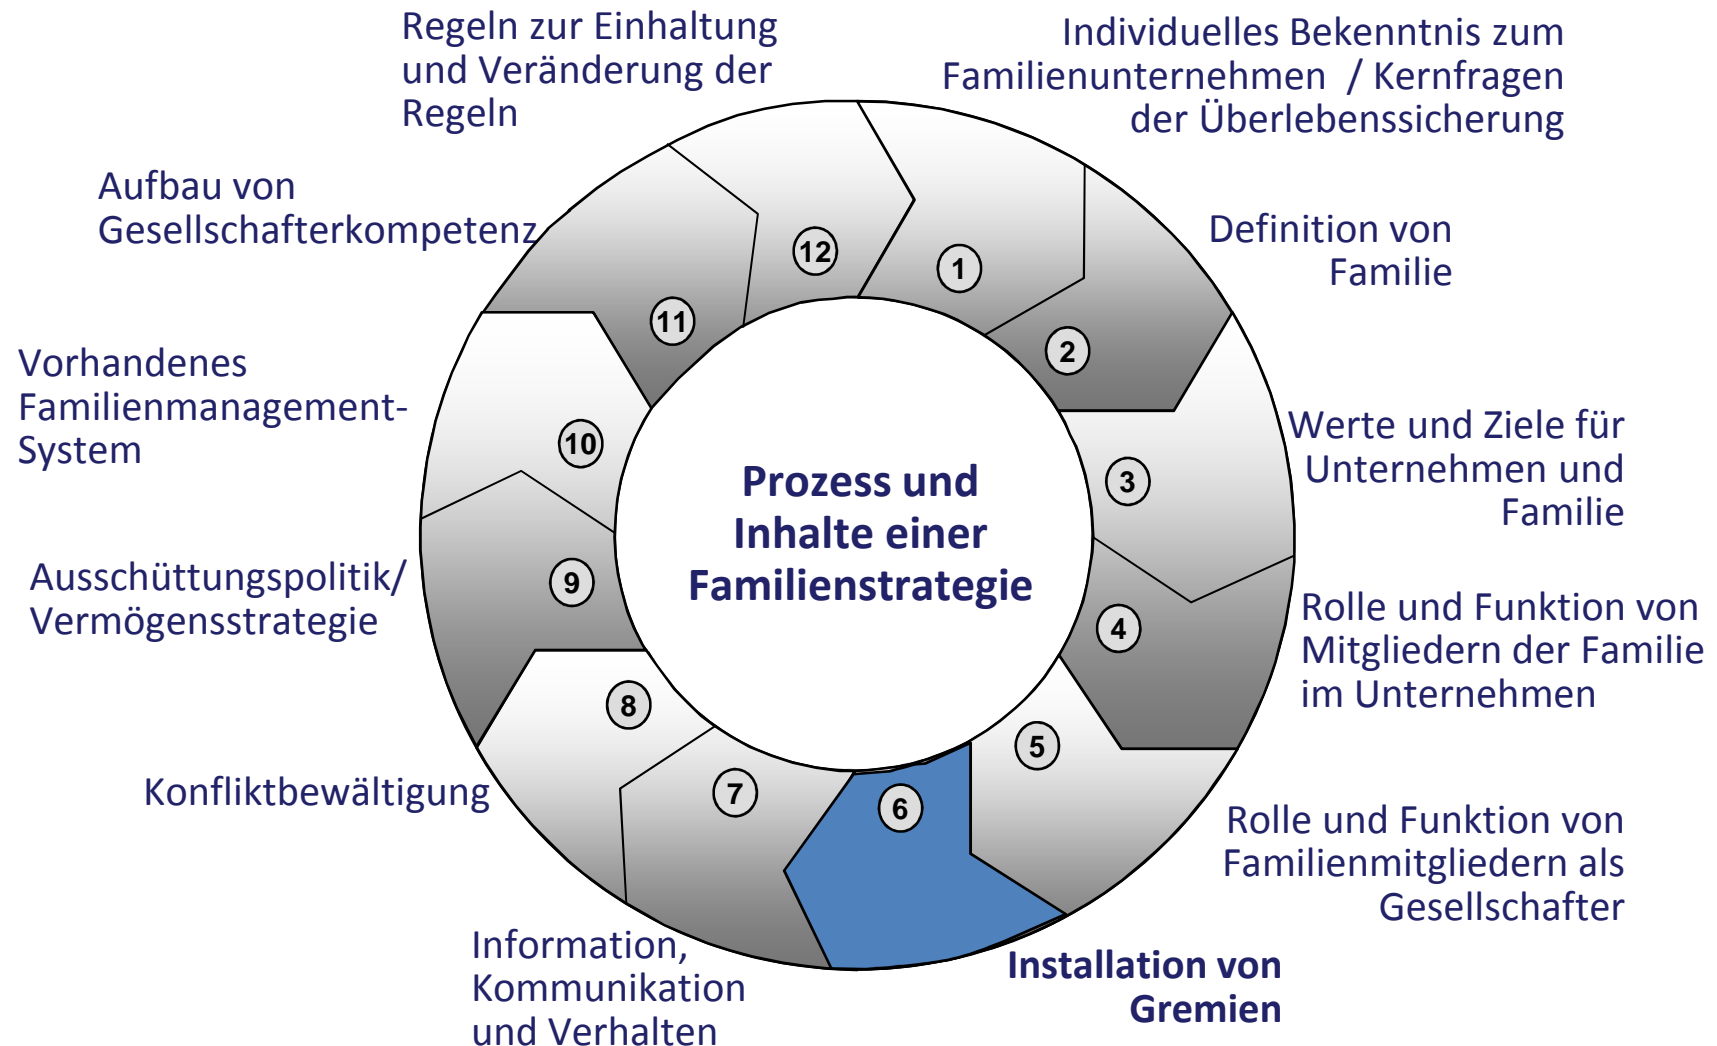 Regeln zur Einhaltung
und Veränderung der
Regeln
Individuelles Bekenntnis zum
Familienunternehmen / Kernfragen
der Überlebenssicherung
Aufbau von
Gesellschafterkompetenz
Definition von
Familie
12
1
11
2
Vorhandenes
Familienmanagement-
System
Werte und Ziele für
Unternehmen und
Familie
10
3
Prozess und
Inhalte einer
Familienstrategie
Ausschüttungspolitik/
Vermögensstrategie
9
4
Rolle und Funktion von
Mitgliedern der Familie
im Unternehmen
8
5
Konfliktbewältigung
7
6
Rolle und Funktion von
Familienmitgliedern als
Gesellschafter
Information,
Kommunikation
und Verhalten
Installation von
Gremien